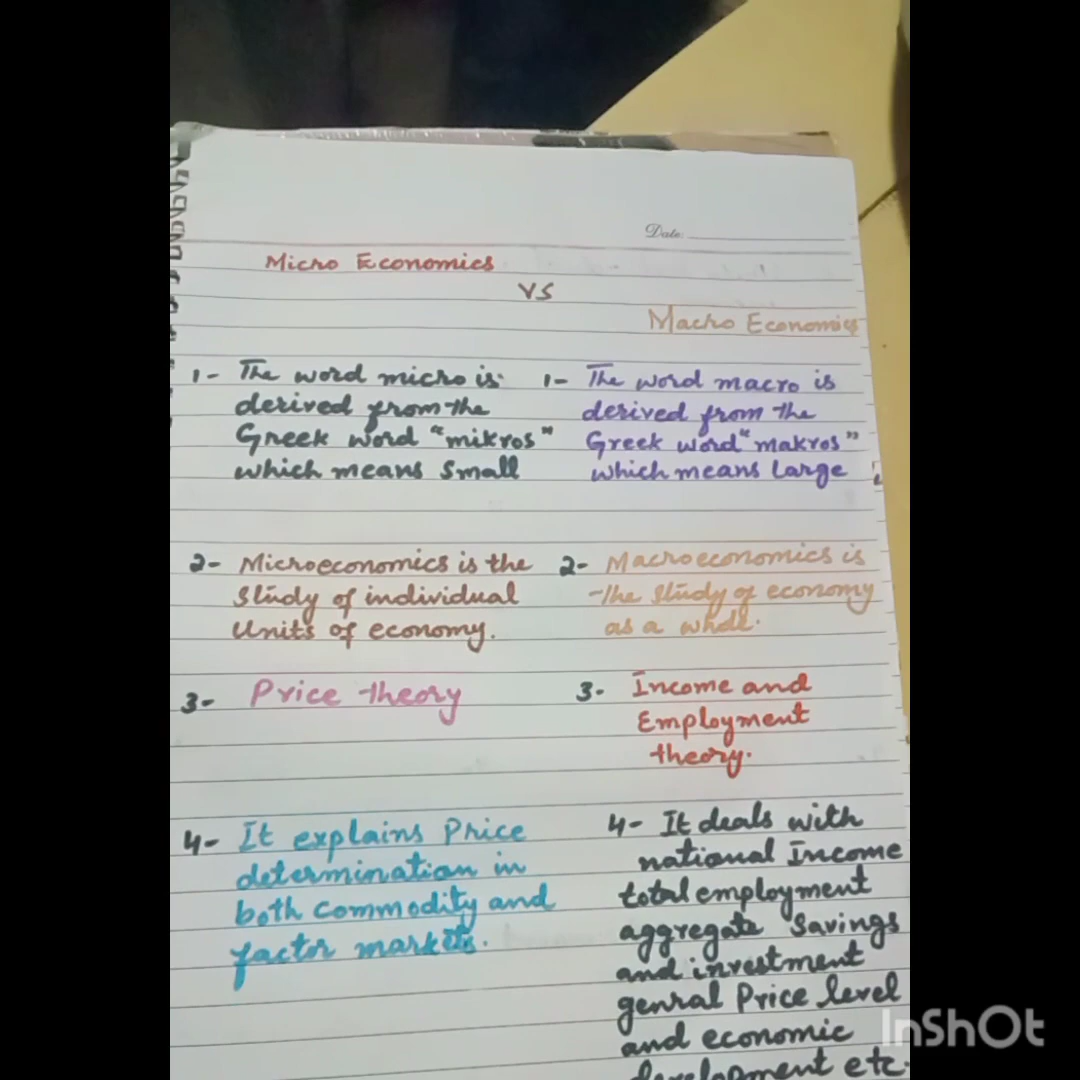 Date:
Micro Economics
VS
Macro Economics
1- The word micro is
derived from the
Greek word "mikros"
which means small
1- The word macro is
derived from the
Greek word "makros"
which means large
2- Microeconomics is the
study of individual
units of economy.
2- Macroeconomics is
the study of economy
as a whole.
3- Price theory
3- Income and
Employment
theory.
4- It explains Price
determination in
both commodity and
factor markets.
4- It deals with
national Income
total employment
aggregate savings
and investment
genral Price level
and economic
development etc.
InShOt